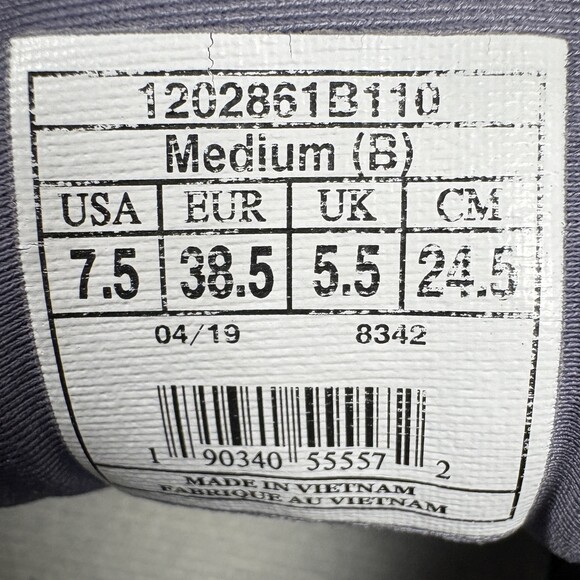 1202861B110
Medium (B)
USA EUR UK CM
7.5 38.5 5.5 24.5
04/19 8342
1 90340 55557 2
MADE IN VIETNAM
FABRIQUE AU VIETNAM